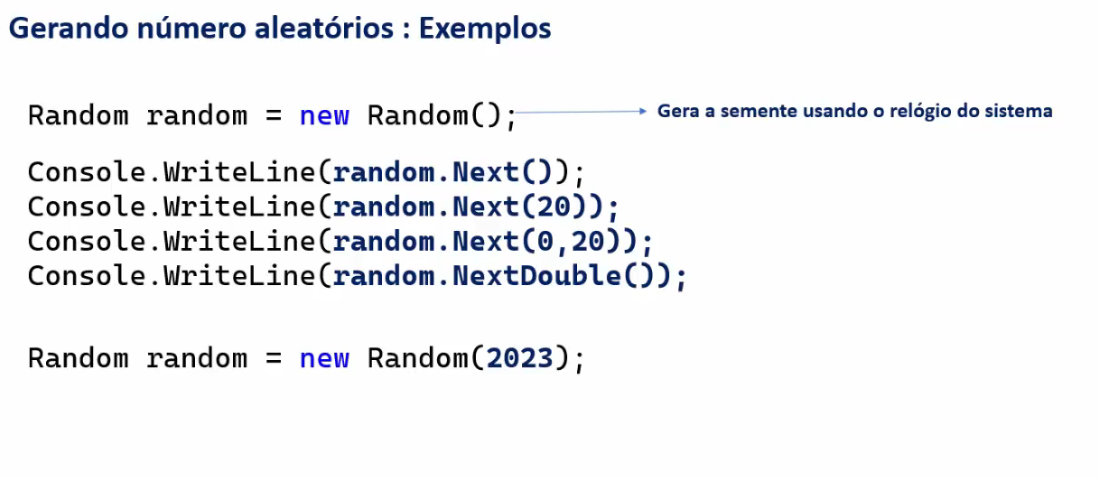 Gerando número aleatórios : Exemplos
Random random = new Random();
Gera a semente usando o relógio do sistema
Console.WriteLine(random.Next());
Console.WriteLine(random.Next(20));
Console.WriteLine(random.Next(0,20));
Console.WriteLine(random.NextDouble());
Random random = new Random(2023);